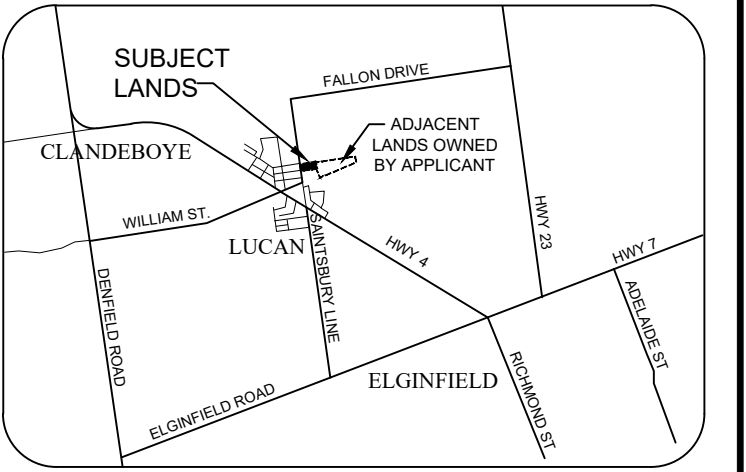 SUBJECT
LANDS
FALLON DRIVE
ADJACENT
LANDS OWNED
BY APPLICANT
CLANDEBOYE
WILLIAM ST.
LUCAN
SAINTSBURY LINE
HWY 4
HWY 23
HWY 7
DENFIELD ROAD
ADELAIDE ST
ELGINFIELD
RICHMOND ST
ELGINFIELD ROAD